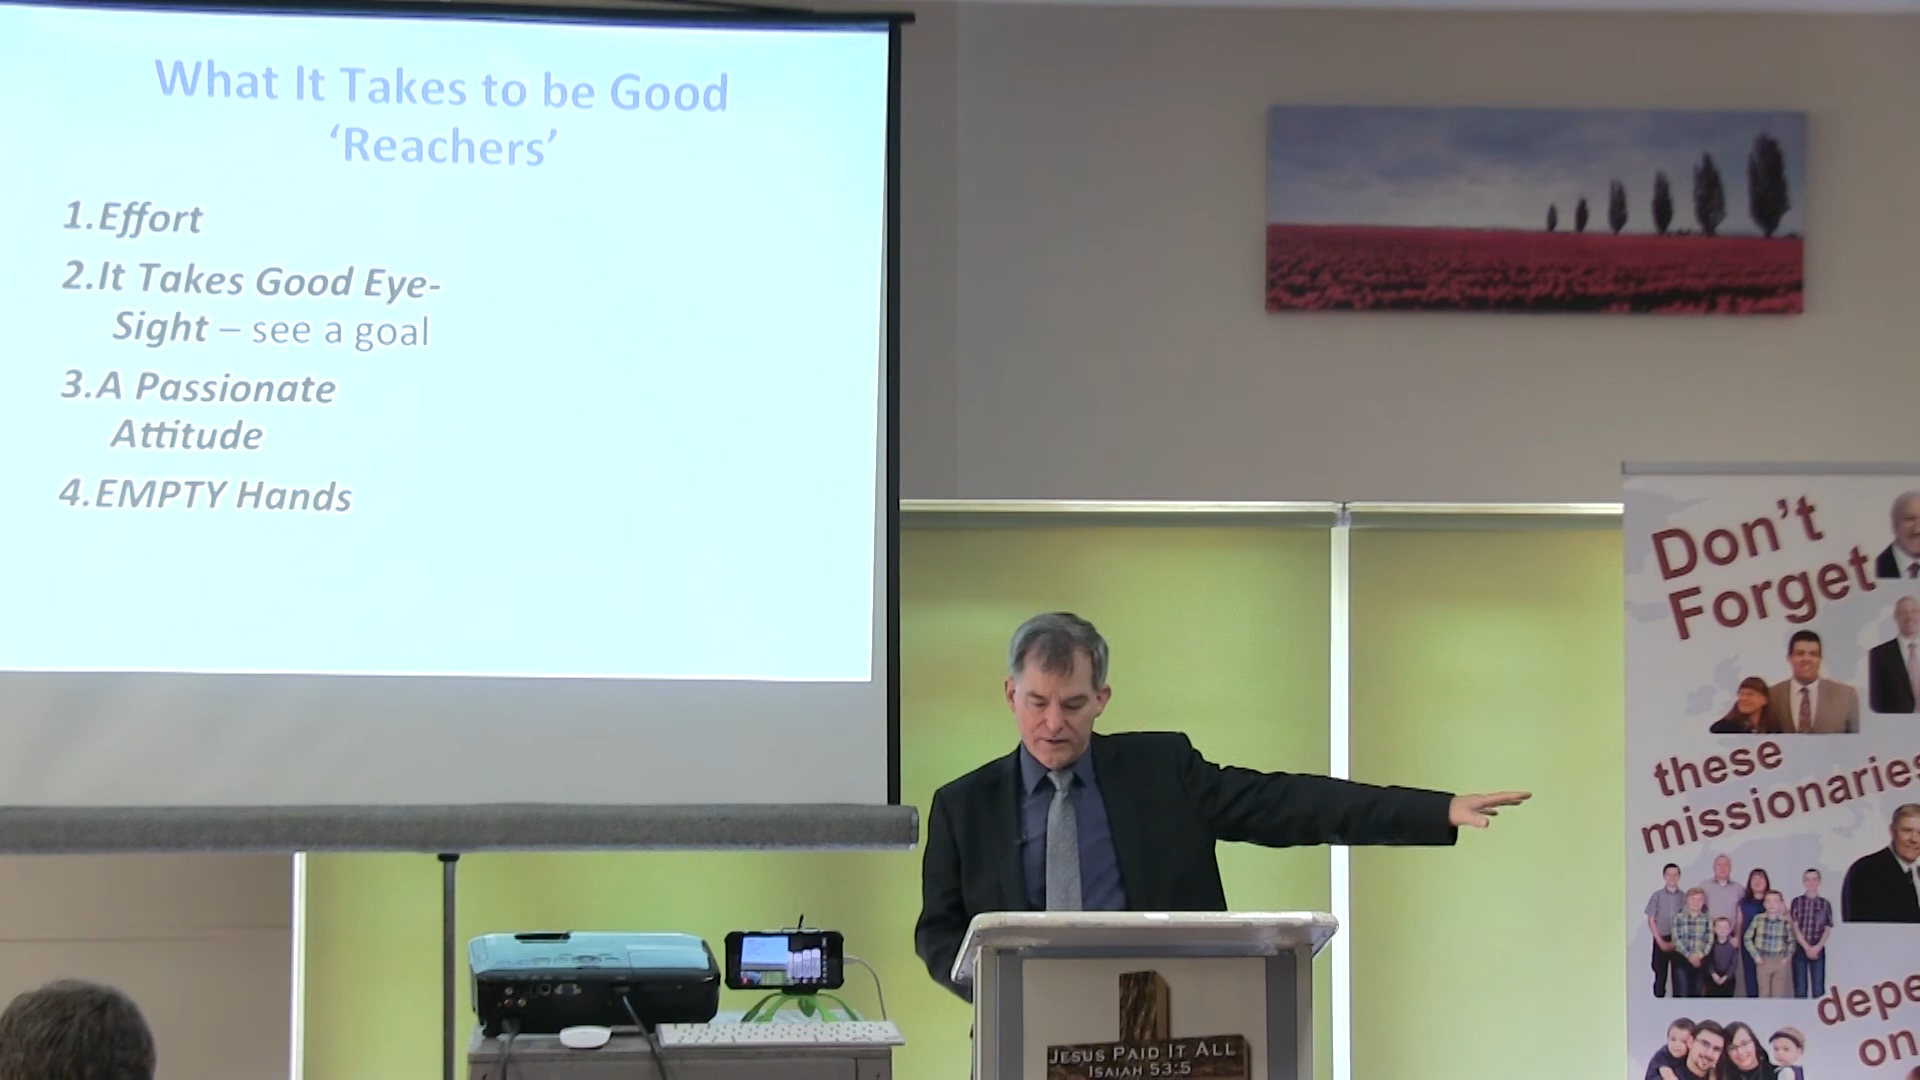 What It Takes to be Good
‘Reachers’
1.Effort
2.It Takes Good Eye-
Sight – see a goal
3.A Passionate
Attitude
4.EMPTY Hands
Don't
Forget
these
missionaries
depe
on
JESUS PAID IT ALL
ISAIAH 53:5